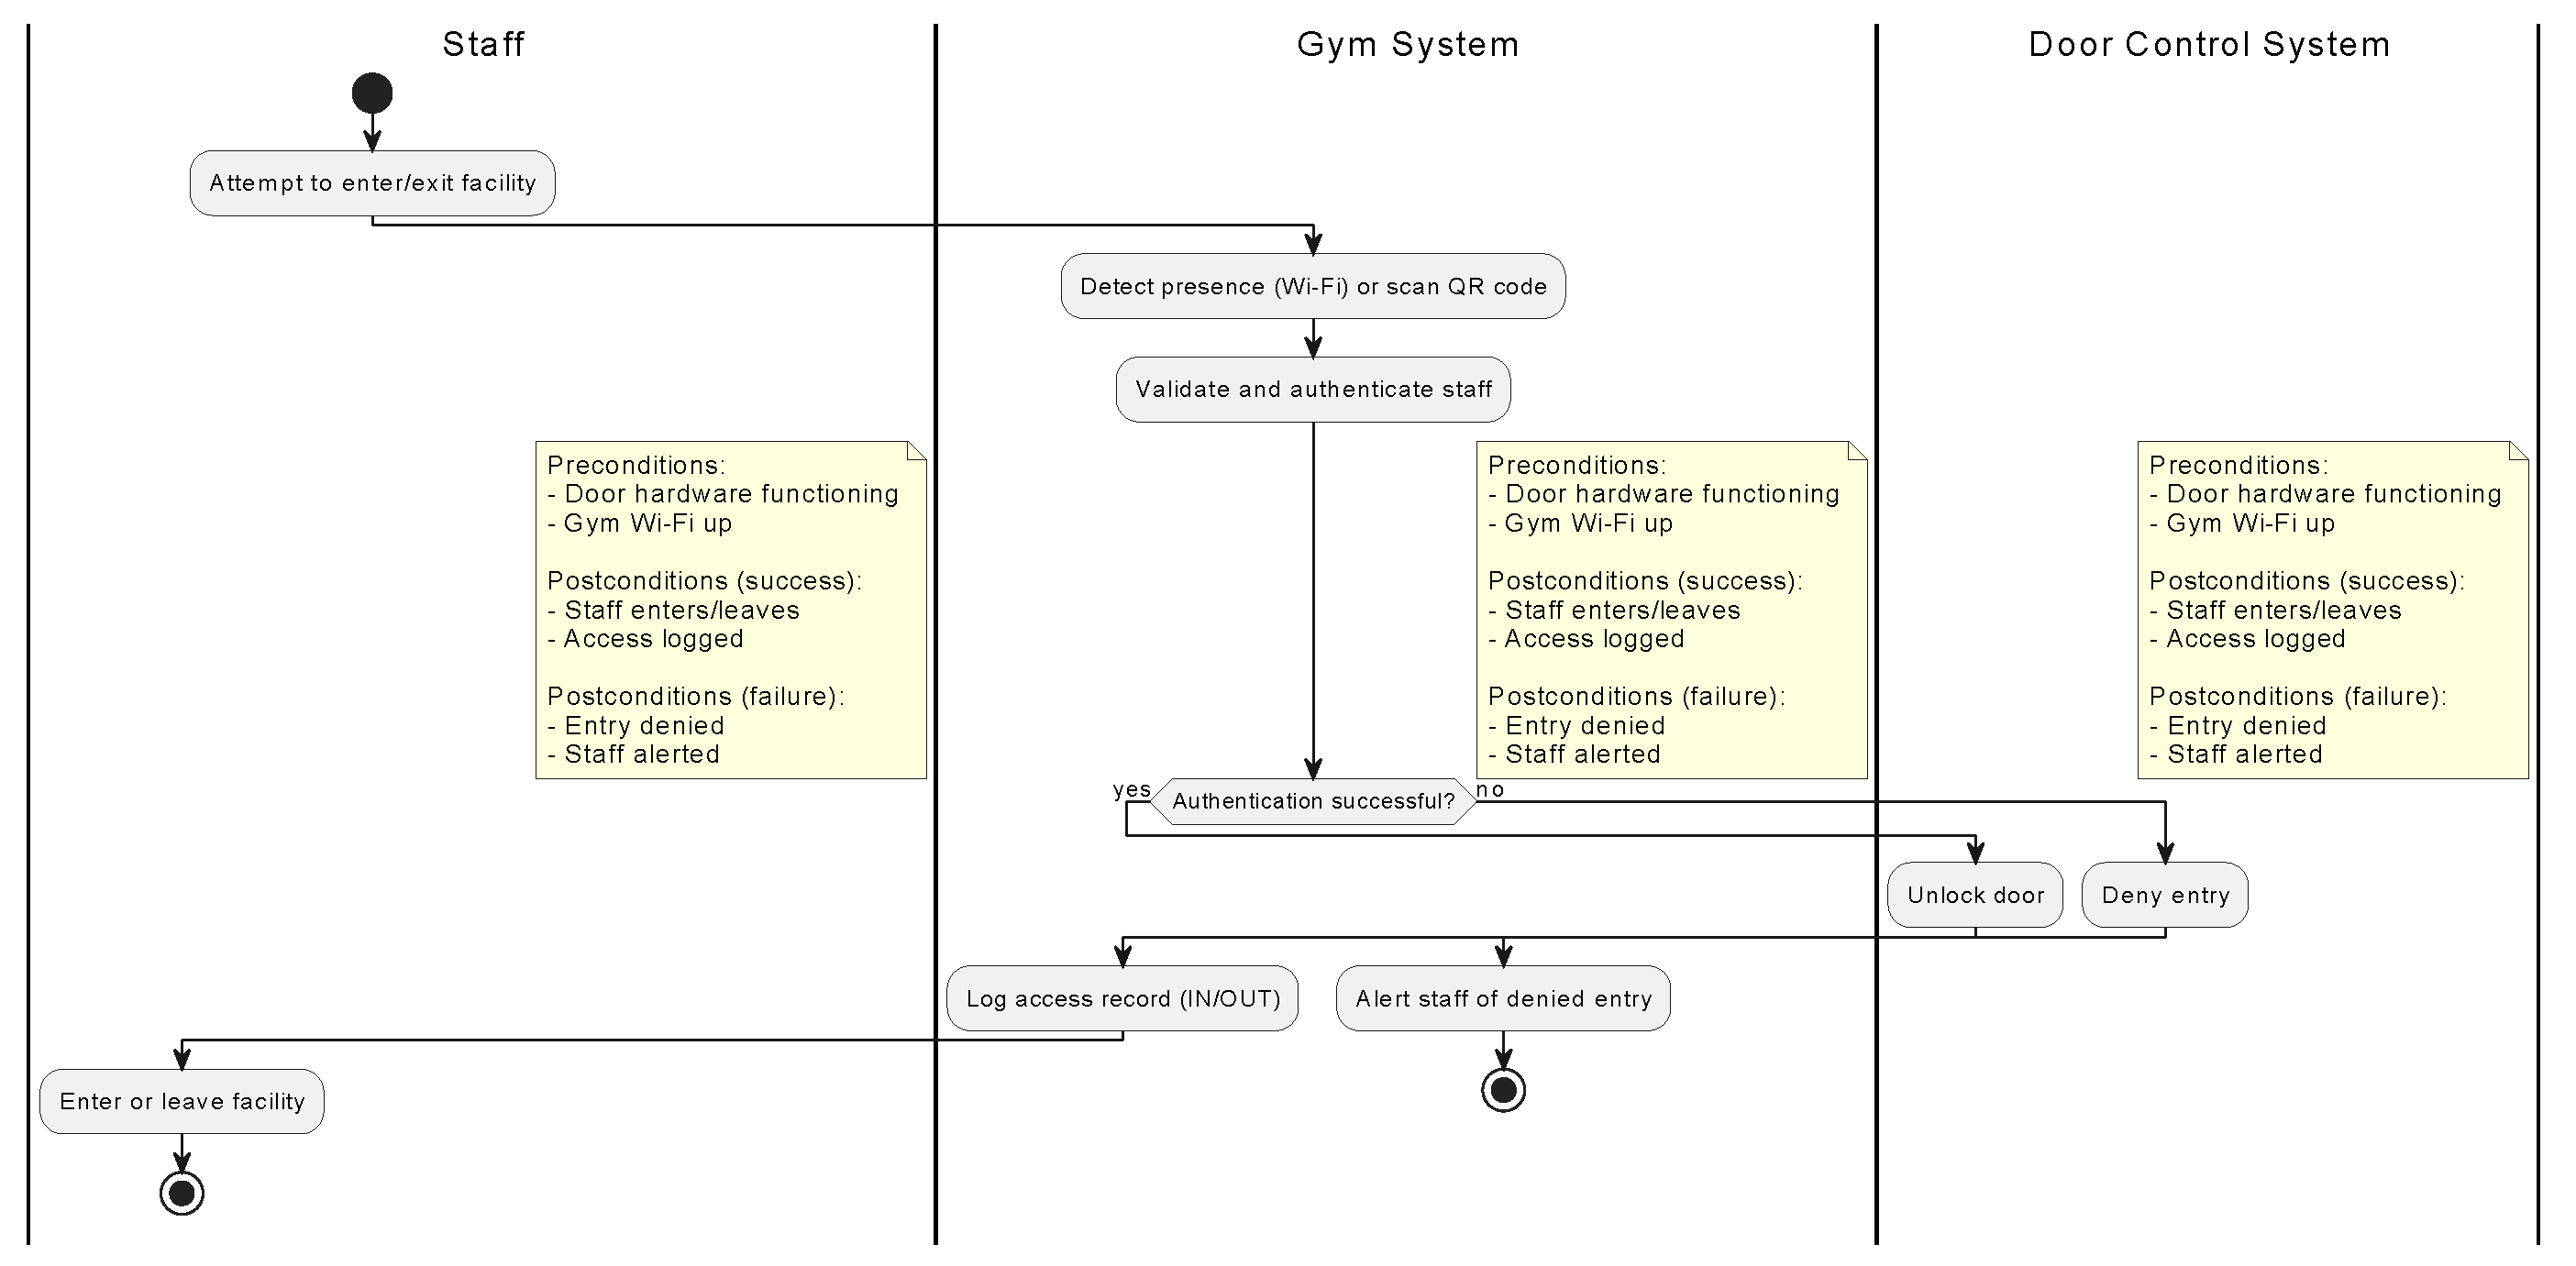 Staff
Gym System
Door Control System
Attempt to enter/exit facility
Detect presence (Wi-Fi) or scan QR code
Validate and authenticate staff
Preconditions:
- Door hardware functioning
- Gym Wi-Fi up
Postconditions (success):
- Staff enters/leaves
- Access logged
Postconditions (failure):
- Entry denied
- Staff alerted
Preconditions:
- Door hardware functioning
- Gym Wi-Fi up
Postconditions (success):
- Staff enters/leaves
- Access logged
Postconditions (failure):
- Entry denied
- Staff alerted
Preconditions:
- Door hardware functioning
- Gym Wi-Fi up
Postconditions (success):
- Staff enters/leaves
- Access logged
Postconditions (failure):
- Entry denied
- Staff alerted
yes
Authentication successful?
no
Unlock door
Deny entry
Log access record (IN/OUT)
Alert staff of denied entry
Enter or leave facility